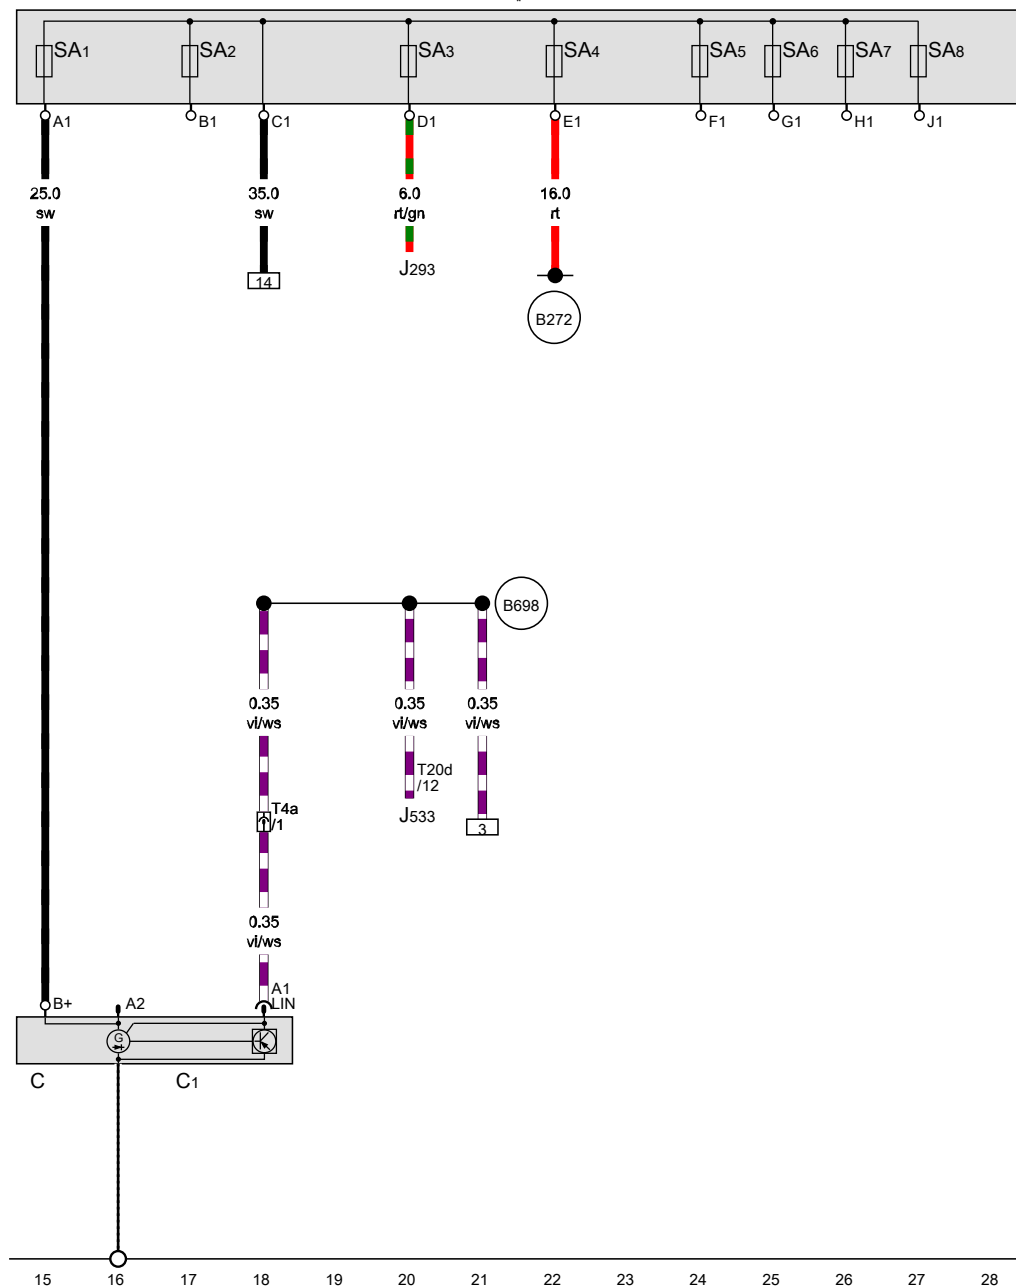 SA1 SA2 SA3 SA4 SA5 SA6 SA7 SA8
A1 B1 C1 D1 E1 F1 G1 H1 J1
25.0 35.0 6.0 16.0
sw sw rt/gn rt
14 J293
B272
B698
0.35 0.35 0.35
vi/ws vi/ws vi/ws
T20d
/12
T4a
/1
J533 3
0.35
vi/ws
A1
B+ A2 LIN
G
C C1
15 16 17 18 19 20 21 22 23 24 25 26 27 28